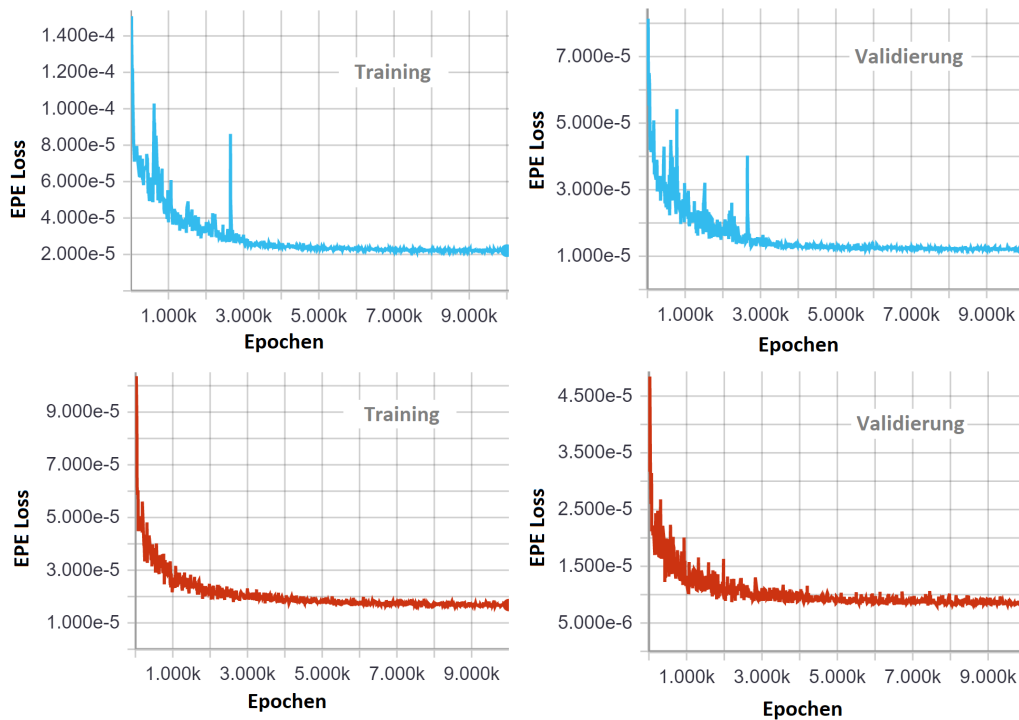 1.400e-4
1.200e-4
1.000e-4
8.000e-5
6.000e-5
4.000e-5
2.000e-5
EPE Loss
Training
1.000k 3.000k 5.000k 7.000k 9.000k
Epochen
7.000e-5
5.000e-5
3.000e-5
1.000e-5
EPE Loss
Validierung
1.000k 3.000k 5.000k 7.000k 9.000k
Epochen
9.000e-5
7.000e-5
5.000e-5
3.000e-5
1.000e-5
EPE Loss
Training
1.000k 3.000k 5.000k 7.000k 9.000k
Epochen
4.500e-5
3.500e-5
2.500e-5
1.500e-5
5.000e-6
EPE Loss
Validierung
1.000k 3.000k 5.000k 7.000k 9.000k
Epochen